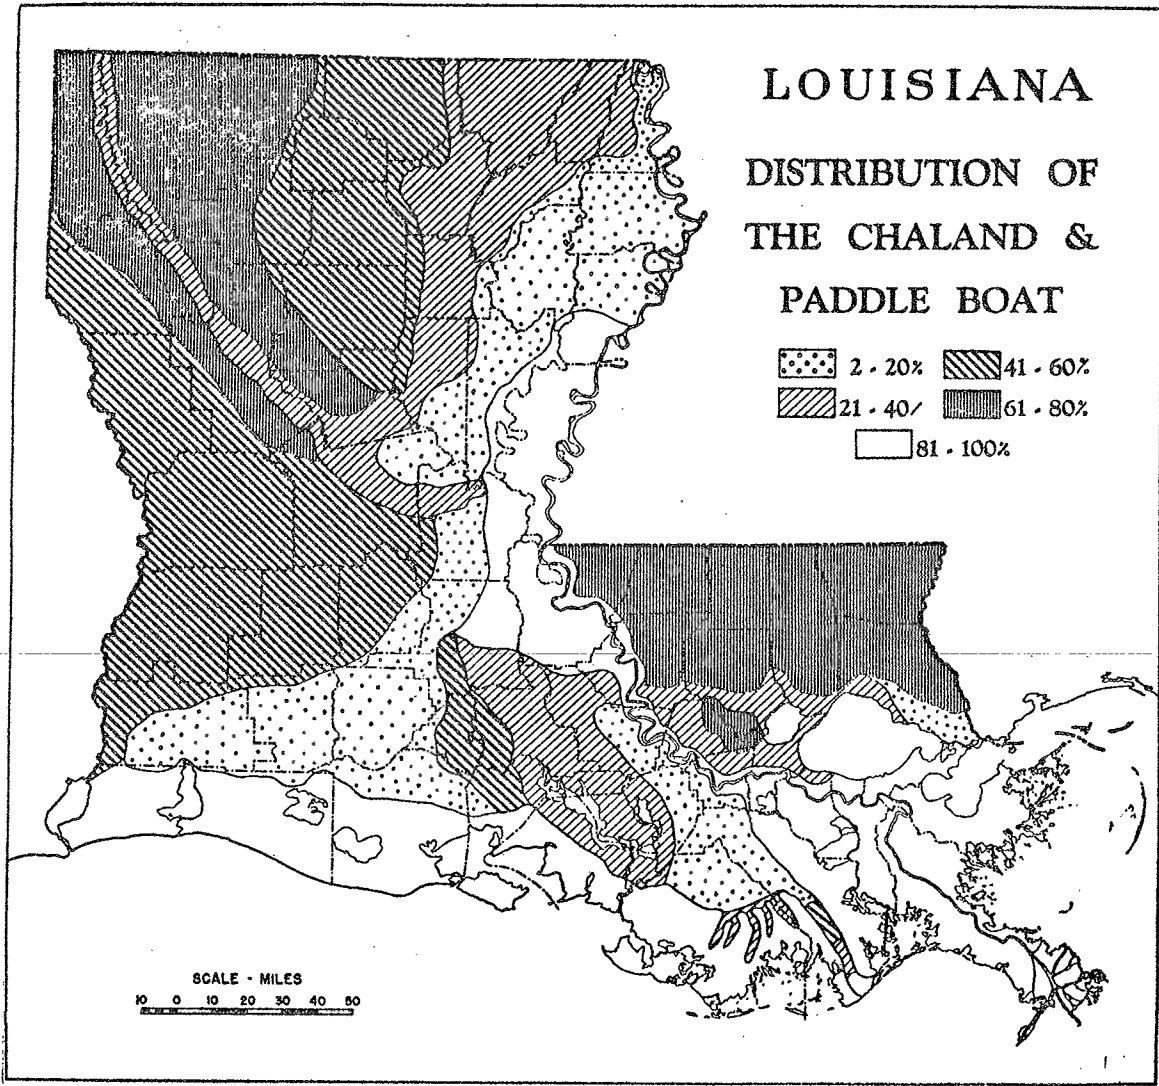 LOUISIANA
DISTRIBUTION OF
THE CHALAND &
PADDLE BOAT
2 - 20% 41 - 60%
21 - 40/ 61 - 80%
81 - 100%
SCALE - MILES
10 0 10 20 30 40 50